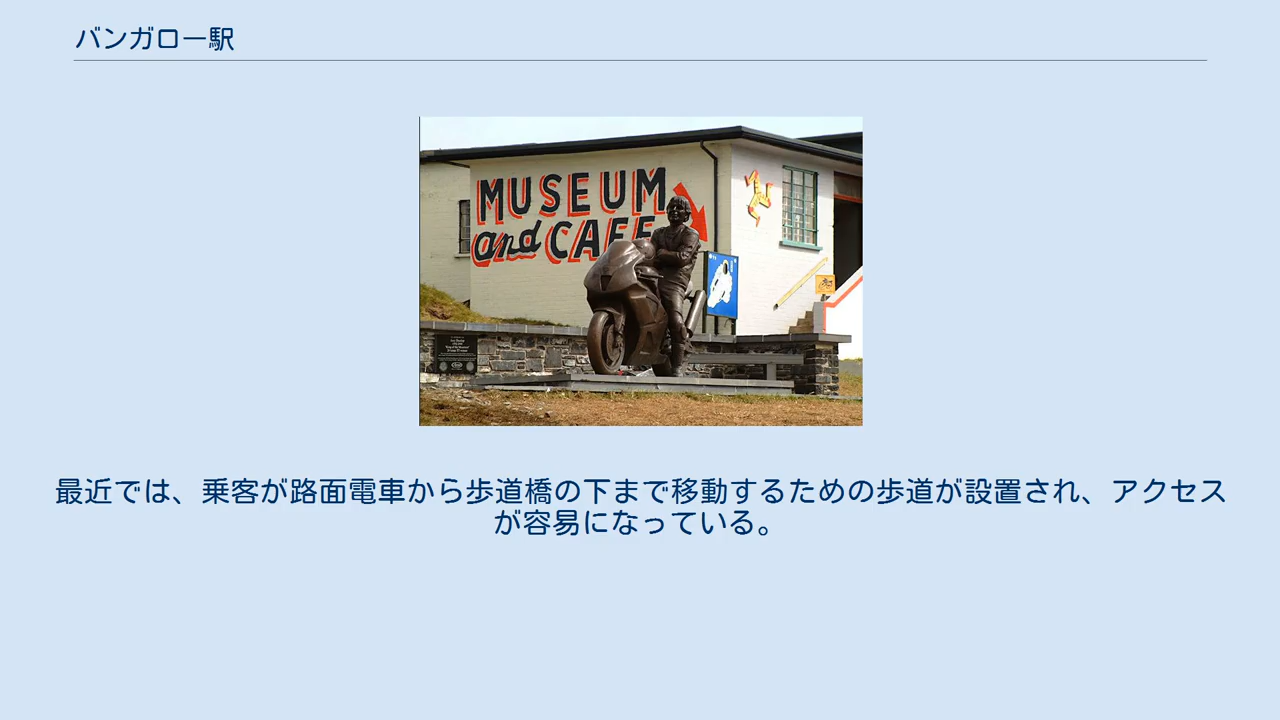 バンガロー駅
MUSEUM
and CAFE
最近では、乗客が路面電車から歩道橋の下まで移動するための歩道が設置され、アクセス
が容易になっている。